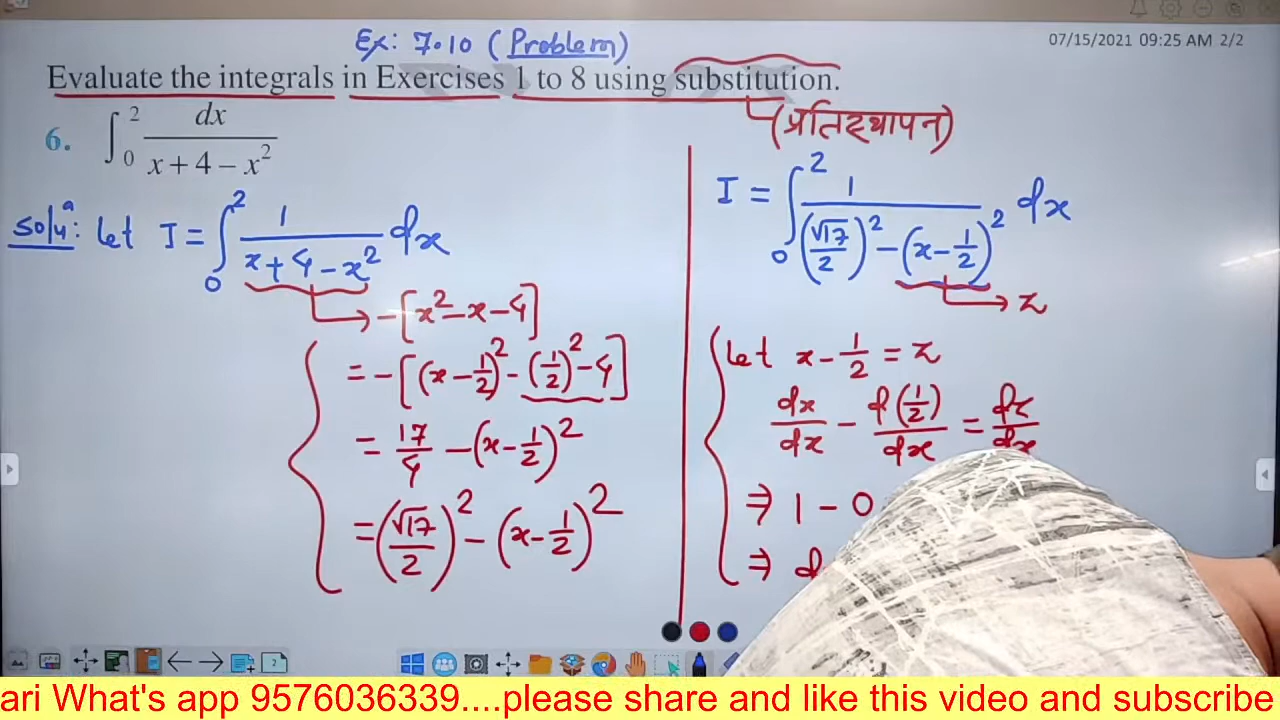 07/15/2021 09:25 AM 2/2
Ex: 7.10 (Problem)
Evaluate the integrals in Exercises 1 to 8 using substitution.
(प्रतिस्थापन)
6. ∫₀² dx / (x + 4 – x²)
Solⁿ: Let I = ∫₀² 1 / (x + 4 – x²) dx
→ –[x² – x – 4]
= –[(x – 1/2)² – (1/2)² – 4]
= 17/4 – (x – 1/2)²
= (√17/2)² – (x – 1/2)²
I = ∫₀² 1 / ((√17/2)² – (x – 1/2)²) dx
→ z
Let x – 1/2 = z
dx/dx – d(1/2)/dx = dz/dx
⇒ 1 – 0
⇒ d
2
ari What's app 9576036339....please share and like this video and subscribe